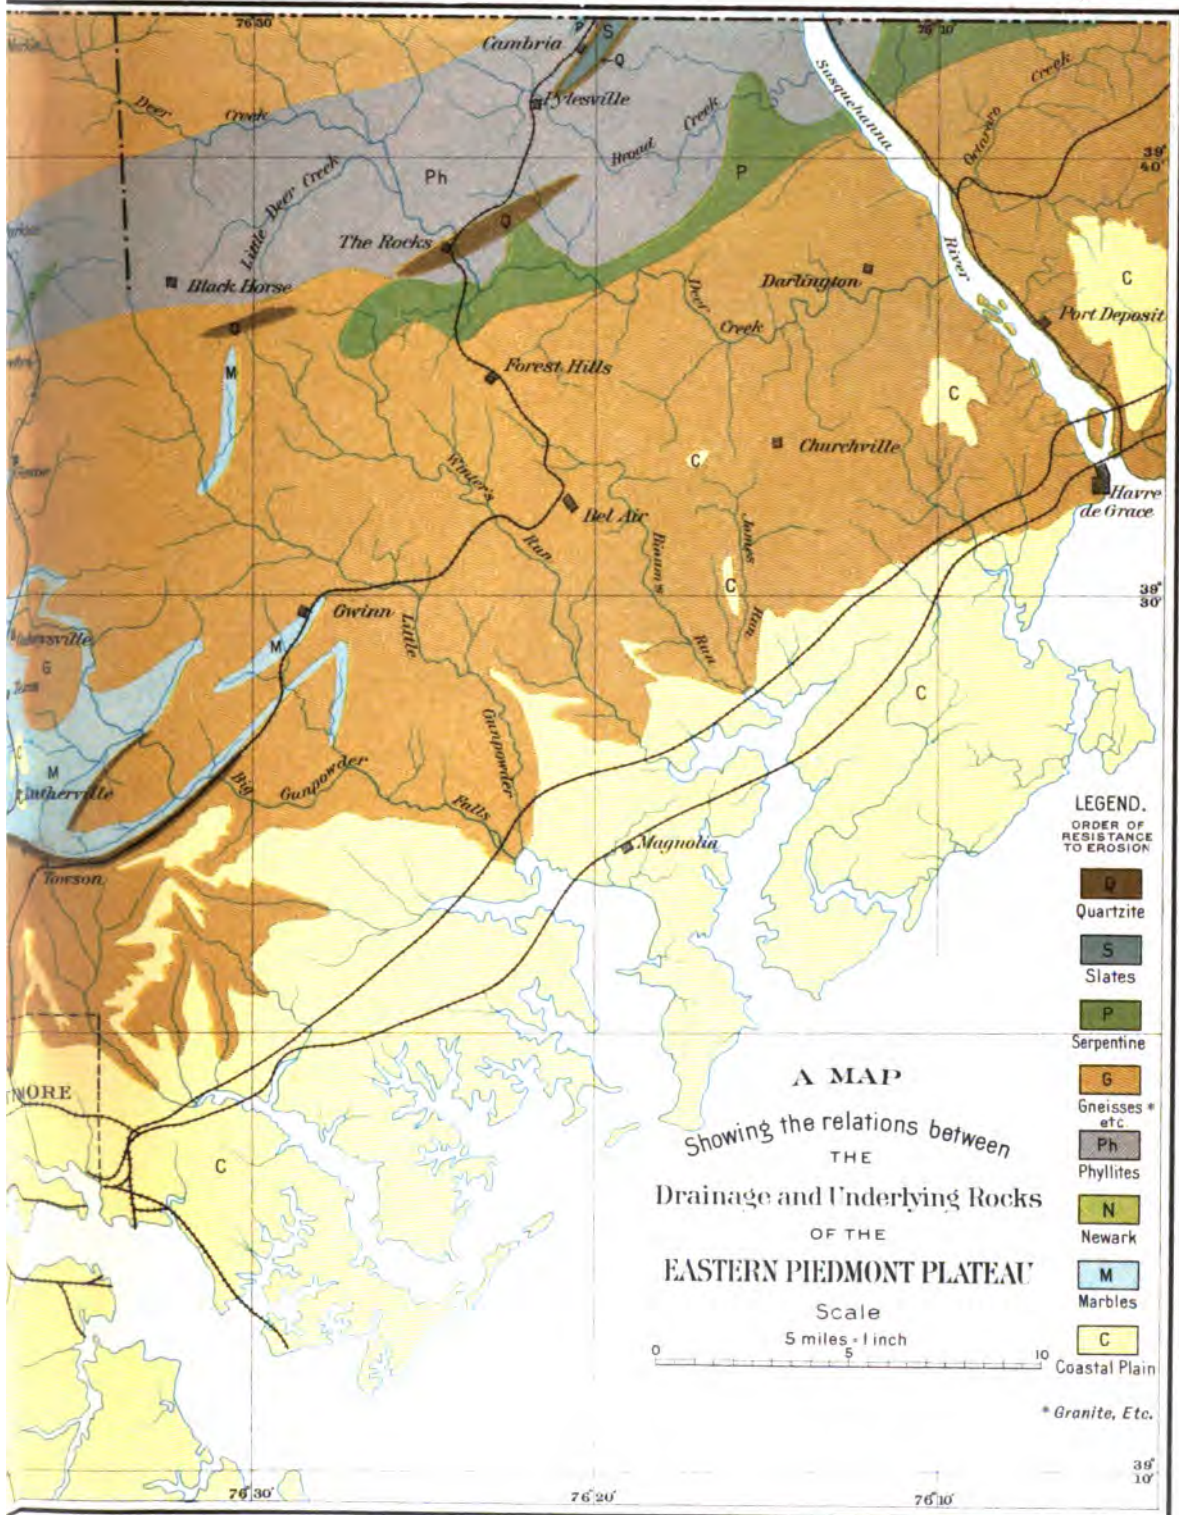 76°30'
76°10'
Cambria
P
S
Q
Pylesville
Susquehanna
River
Octararo
Creek
39°
40'
Deer
Creek
Broad Creek
Ph
P
Little Deer Creek
The Rocks
Q
Black Horse
Q
Deer
Creek
Darlington
C
Port Deposit
M
Forest Hills
C
Churchville
C
Winter's
Run
Bel Air
Havre
de Grace
Bynum's
Run
James
Run
C
39°
30'
Gwinn
M
Little
Gunpowder
G
C
C
M
Lutherville
Big
Gunpowder
Falls
Magnolia
Towson
MORE
C
LEGEND.
ORDER OF
RESISTANCE
TO EROSION
Q
Quartzite
S
Slates
P
Serpentine
G
Gneisses *
etc
Ph
Phyllites
N
Newark
M
Marbles
C
Coastal Plain
* Granite, Etc.
A MAP
Showing the relations between
THE
Drainage and Underlying Rocks
OF THE
EASTERN PIEDMONT PLATEAU
Scale
5 miles = 1 inch
0 5 10
39°
10'
76°30'
76°20'
76°10'